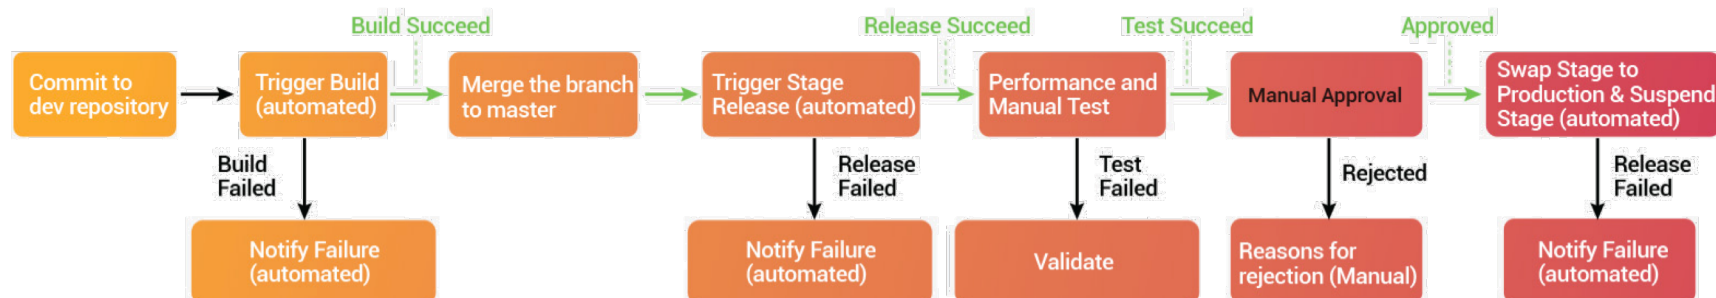 Build Succeed
Release Succeed
Test Succeed
Approved
Commit to
dev repository
Trigger Build
(automated)
Merge the branch
to master
Trigger Stage
Release (automated)
Performance and
Manual Test
Manual Approval
Swap Stage to
Production & Suspend
Stage (automated)
Build
Failed
Release
Failed
Test
Failed
Rejected
Release
Failed
Notify Failure
(automated)
Notify Failure
(automated)
Validate
Reasons for
rejection (Manual)
Notify Failure
(automated)